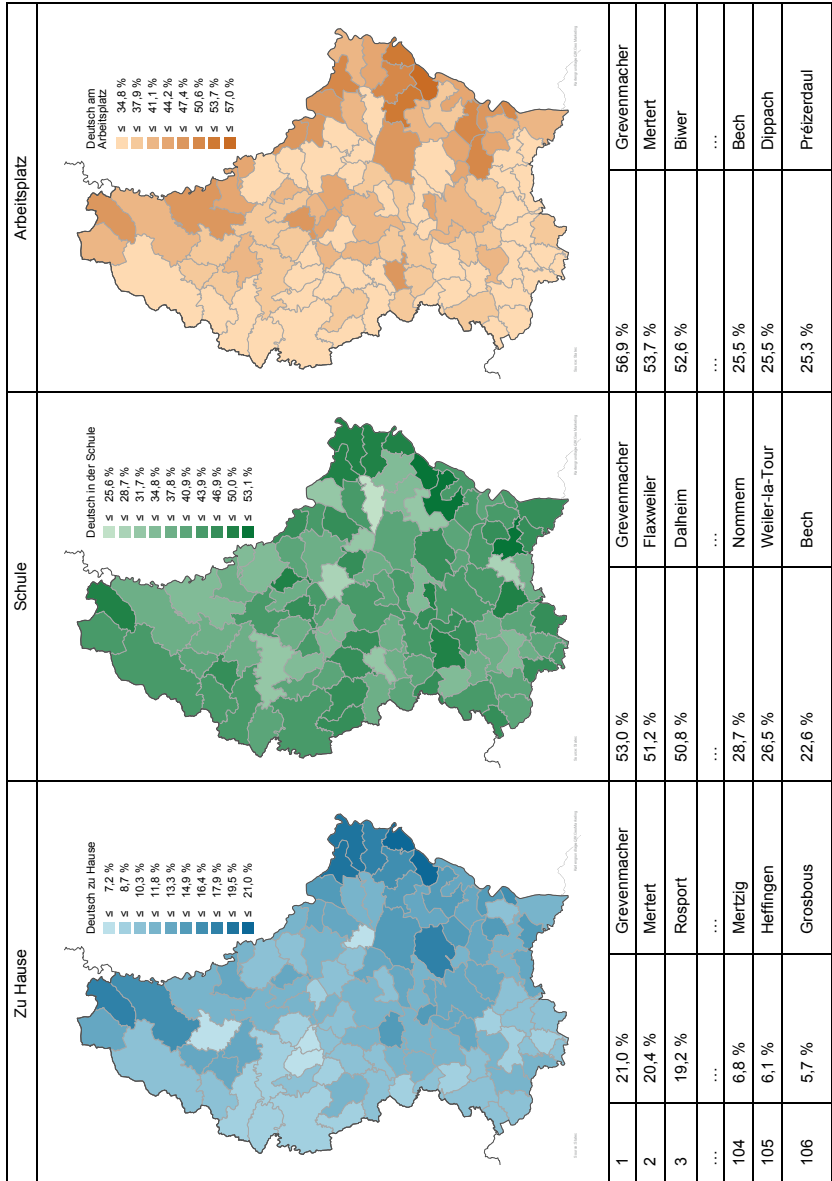 Zu Hause	Schule	Arbeitsplatz
Deutsch zu Hause
≤ 7,2 %
≤ 8,7 %
≤ 10,3 %
≤ 11,8 %
≤ 13,3 %
≤ 14,9 %
≤ 16,4 %
≤ 17,9 %
≤ 19,5 %
≤ 21,0 %
Deutsch in der Schule
≤ 25,6 %
≤ 28,7 %
≤ 31,7 %
≤ 34,8 %
≤ 37,8 %
≤ 40,9 %
≤ 43,9 %
≤ 46,9 %
≤ 50,0 %
≤ 53,1 %
Deutsch am
Arbeitsplatz
≤ 34,8 %
≤ 37,9 %
≤ 41,1 %
≤ 44,2 %
≤ 47,4 %
≤ 50,6 %
≤ 53,7 %
≤ 57,0 %
1	21,0 %	Grevenmacher	53,0 %	Grevenmacher	56,9 %	Grevenmacher
2	20,4 %	Mertert	51,2 %	Flaxweiler	53,7 %	Mertert
3	19,2 %	Rosport	50,8 %	Dalheim	52,6 %	Biwer
...	...	...	...	...	...	...
104	6,8 %	Mertzig	28,7 %	Nommern	25,5 %	Bech
105	6,1 %	Heffingen	26,5 %	Weiler-la-Tour	25,5 %	Dippach
106	5,7 %	Grosbous	22,6 %	Bech	25,3 %	Préizerdaul